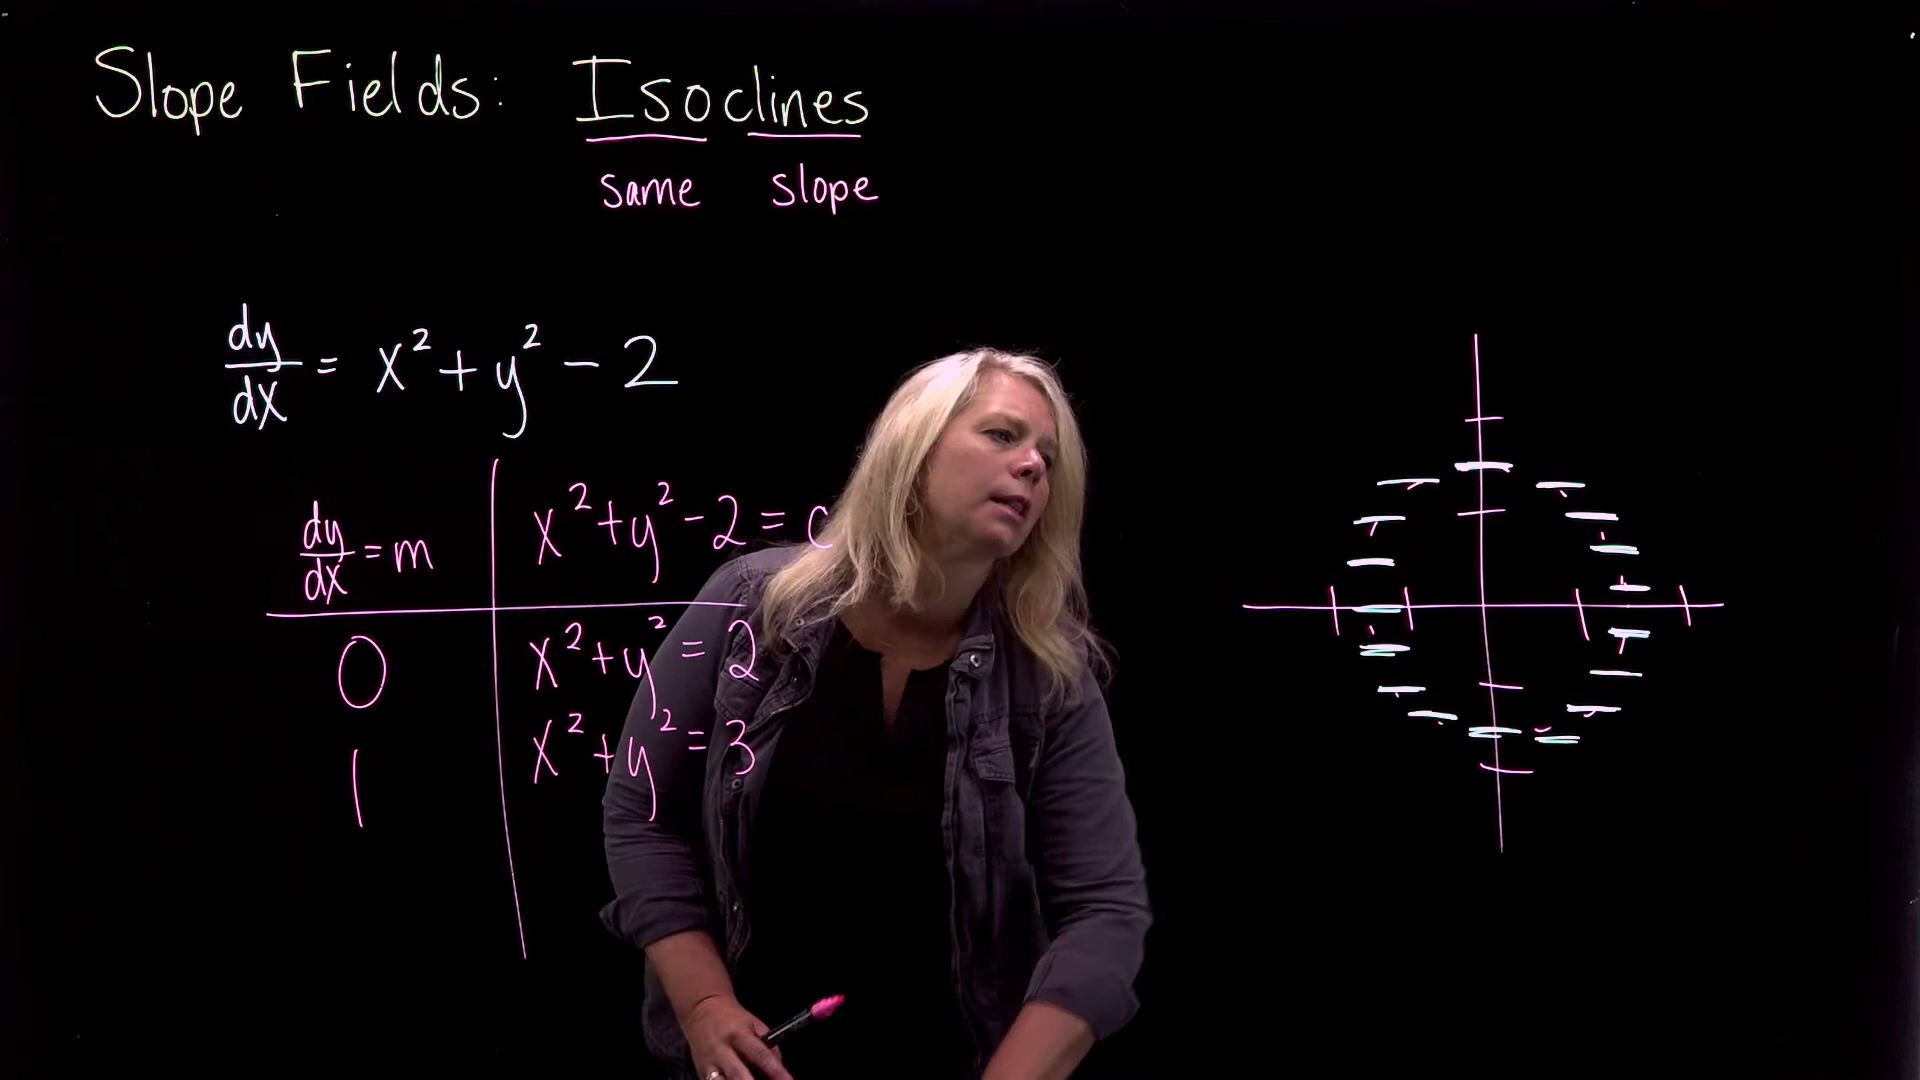 Slope Fields: Isoclines
same slope
dy/dx = x² + y² - 2
dy/dx = m | x² + y² - 2 = c
0 | x² + y² = 2
1 | x² + y² = 3